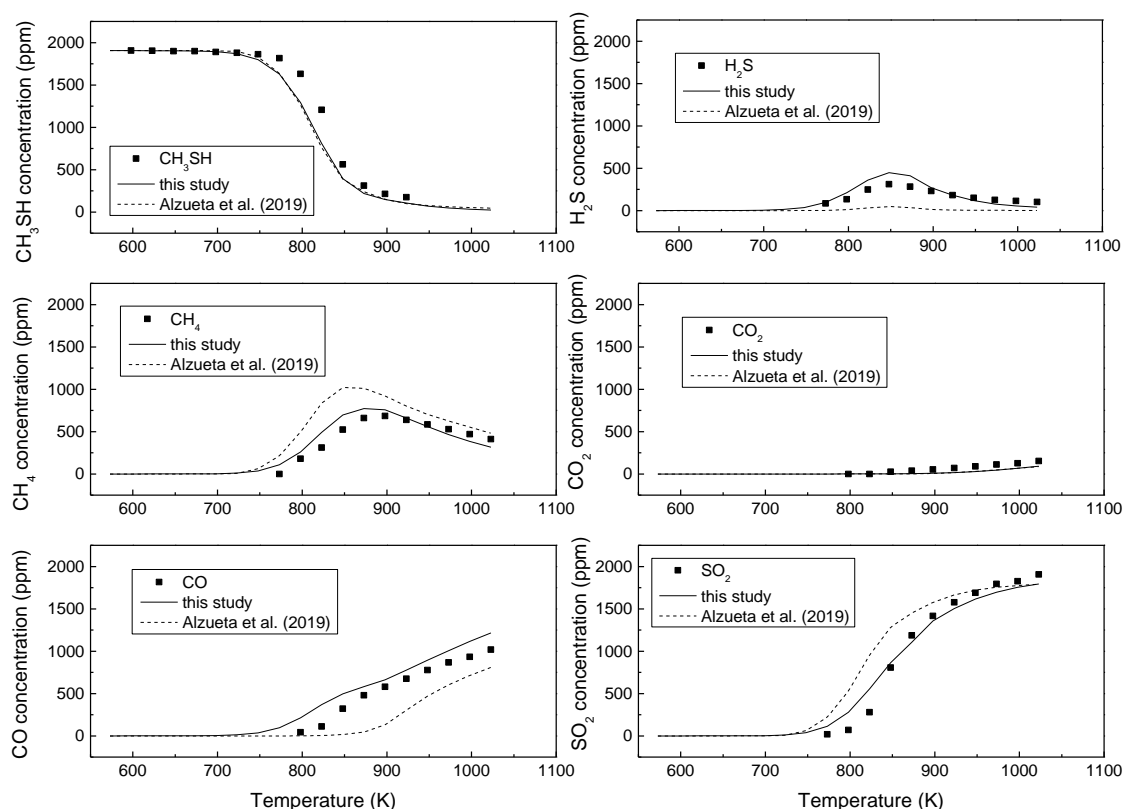 CH₃SH concentration (ppm)
2000
1500
1000
500
0
CH₃SH
this study
Alzueta et al. (2019)
600 700 800 900 1000 1100
H₂S concentration (ppm)
2000
1500
1000
500
0
H₂S
this study
Alzueta et al. (2019)
600 700 800 900 1000 1100
CH₄ concentration (ppm)
2000
1500
1000
500
0
CH₄
this study
Alzueta et al. (2019)
600 700 800 900 1000 1100
CO₂ concentration (ppm)
2000
1500
1000
500
0
CO₂
this study
Alzueta et al. (2019)
600 700 800 900 1000 1100
CO concentration (ppm)
2000
1500
1000
500
0
CO
this study
Alzueta et al. (2019)
600 700 800 900 1000 1100
Temperature (K)
SO₂ concentration (ppm)
2000
1500
1000
500
0
SO₂
this study
Alzueta et al. (2019)
600 700 800 900 1000 1100
Temperature (K)